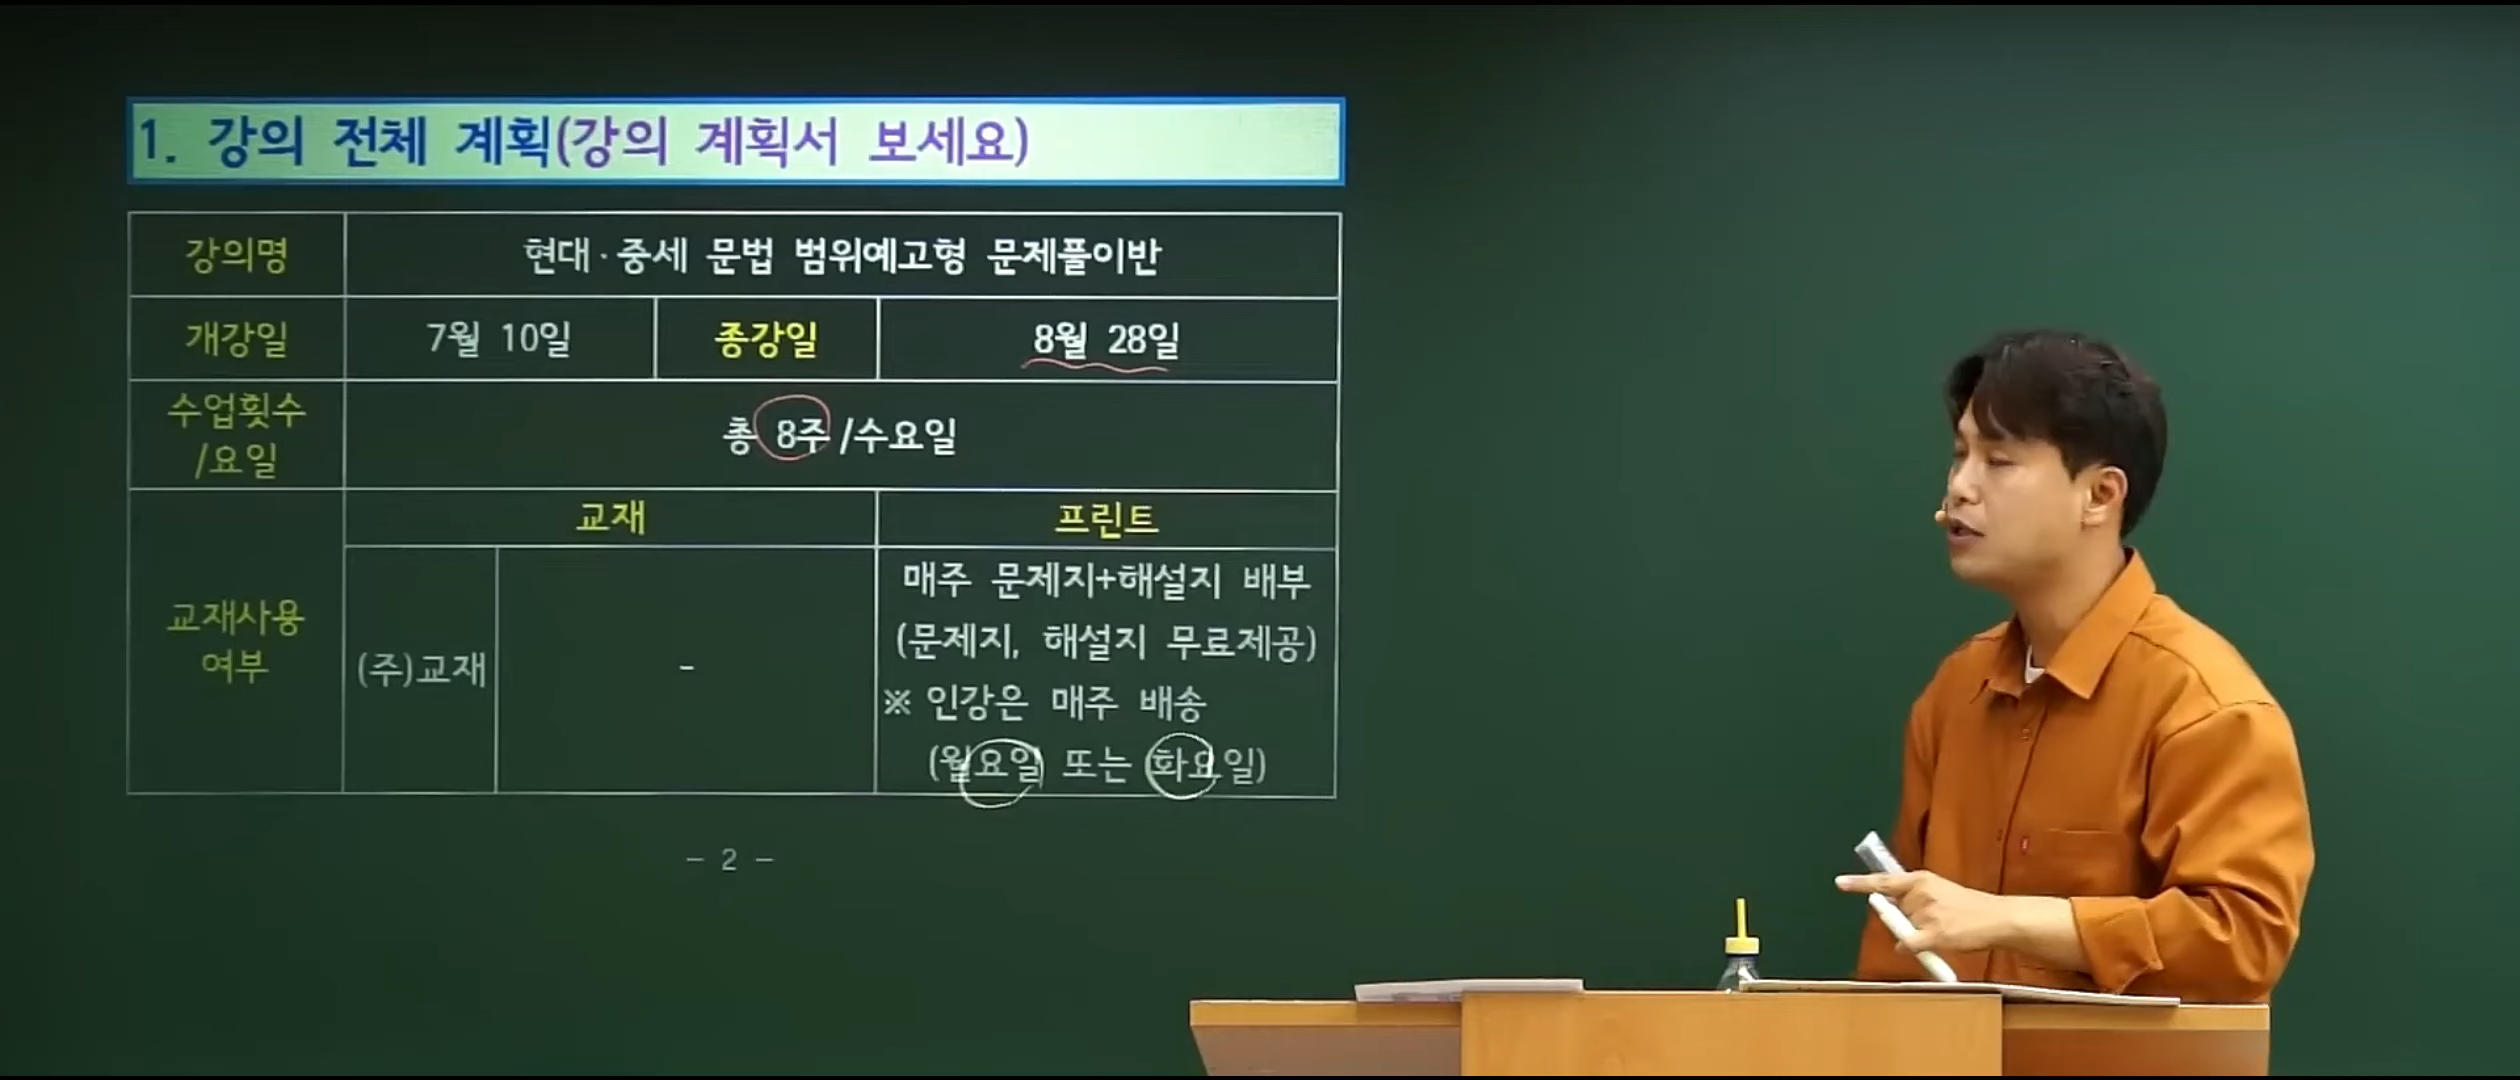 1. 강의 전체 계획(강의 계획서 보세요)
강의명
현대·중세 문법 범위예고형 문제풀이반
개강일
7월 10일
종강일
8월 28일
수업횟수
/요일
총 8주/수요일
교재사용
여부
교재
프린트
(주)교재
-
매주 문제지+해설지 배부
(문제지, 해설지 무료제공)
※ 인강은 매주 배송
(월요일 또는 화요일)
- 2 -